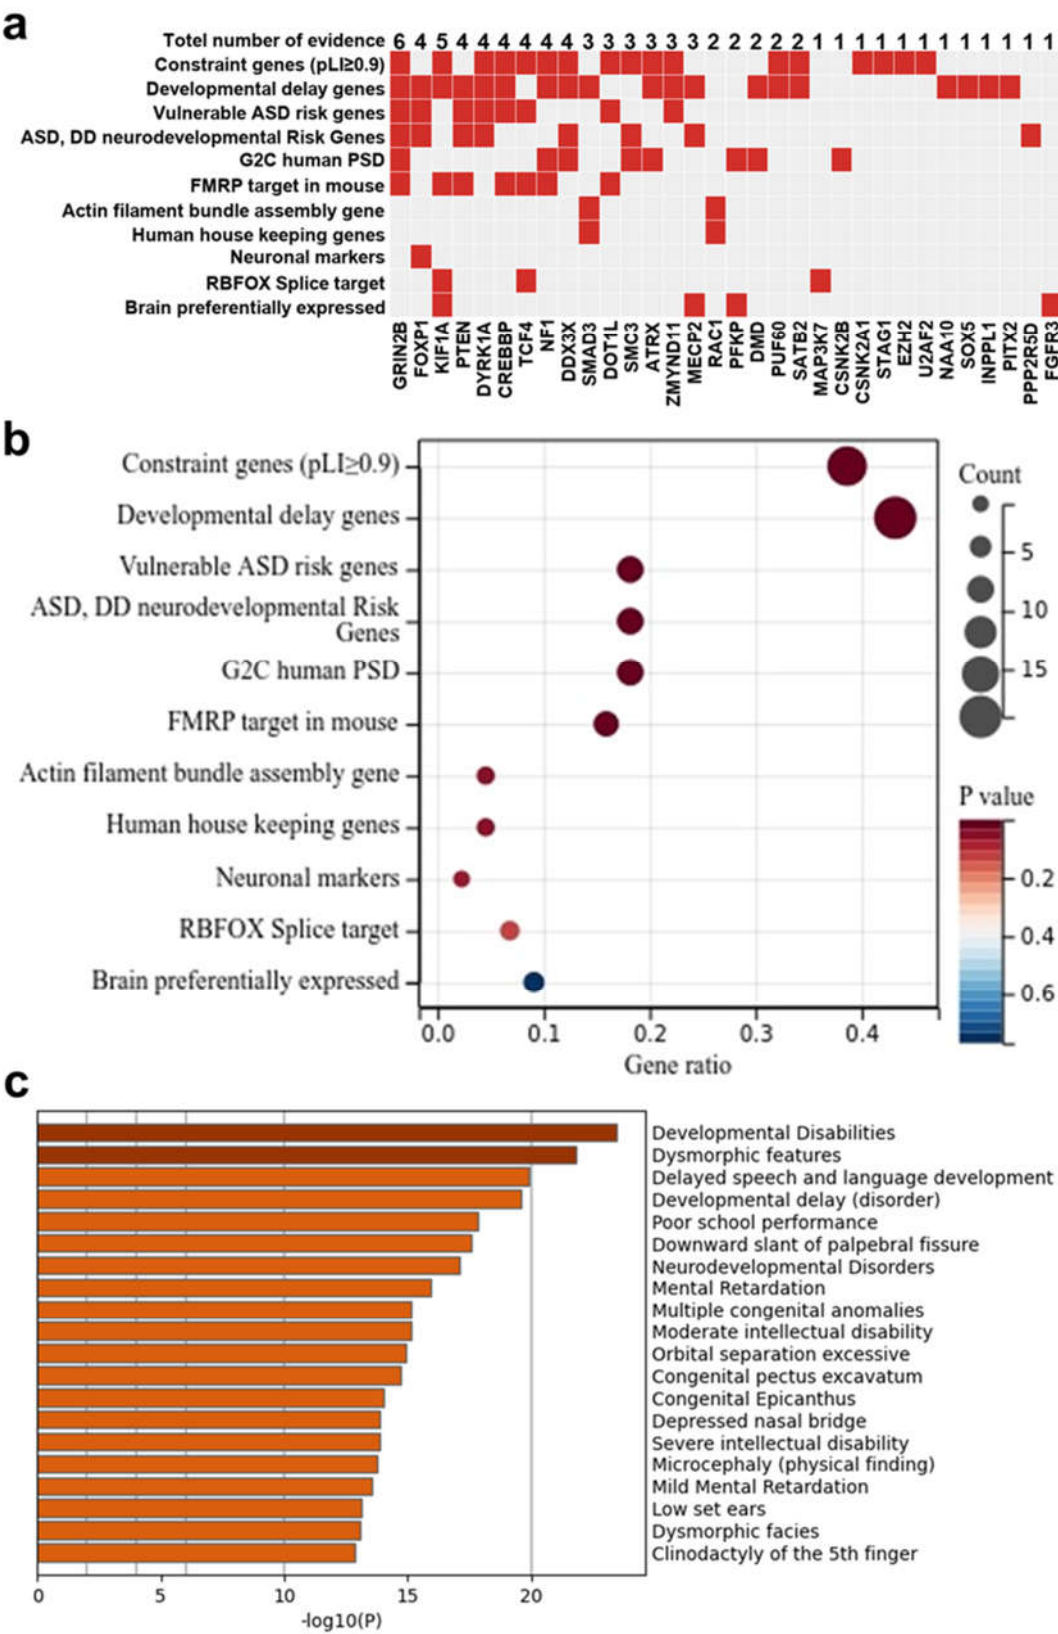 a
Totel number of evidence 6 4 5 4 4 4 4 4 4 3 3 3 3 3 3 2 2 2 2 2 1 1 1 1 1 1 1 1 1 1 1 1
Constraint genes (pLI≥0.9)
Developmental delay genes
Vulnerable ASD risk genes
ASD, DD neurodevelopmental Risk Genes
G2C human PSD
FMRP target in mouse
Actin filament bundle assembly gene
Human house keeping genes
Neuronal markers
RBFOX Splice target
Brain preferentially expressed
GRIN2B
FOXP1
KIF1A
PTEN
DYRK1A
CREBBP
TCF4
NF1
DDX3X
SMAD3
DOT1L
SMC3
ATRX
ZMYND11
MECP2
RAC1
PFKP
DMD
PUF60
SATB2
MAP3K7
CSNK2B
CSNK2A1
STAG1
EZH2
U2AF2
NAA10
SOX5
INPPL1
PITX2
PPP2R5D
FGFR3
b
Constraint genes (pLI≥0.9)
Developmental delay genes
Vulnerable ASD risk genes
ASD, DD neurodevelopmental Risk
Genes
G2C human PSD
FMRP target in mouse
Actin filament bundle assembly gene
Human house keeping genes
Neuronal markers
RBFOX Splice target
Brain preferentially expressed
0.0 0.1 0.2 0.3 0.4
Gene ratio
Count
5
10
15
P value
0.2
0.4
0.6
c
Developmental Disabilities
Dysmorphic features
Delayed speech and language development
Developmental delay (disorder)
Poor school performance
Downward slant of palpebral fissure
Neurodevelopmental Disorders
Mental Retardation
Multiple congenital anomalies
Moderate intellectual disability
Orbital separation excessive
Congenital pectus excavatum
Congenital Epicanthus
Depressed nasal bridge
Severe intellectual disability
Microcephaly (physical finding)
Mild Mental Retardation
Low set ears
Dysmorphic facies
Clinodactyly of the 5th finger
0 5 10 15 20
-log10(P)